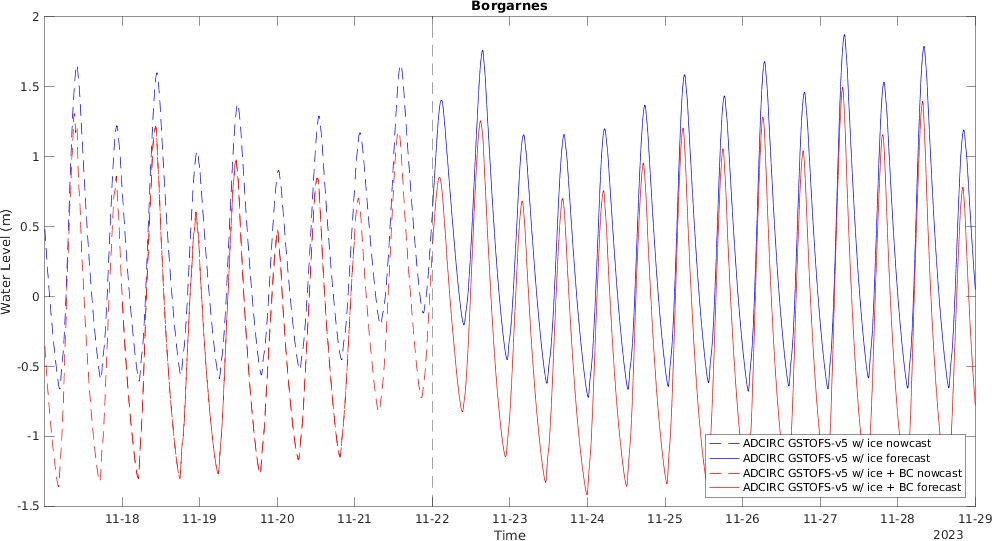 Borgarnes
Water Level (m)
2
1.5
1
0.5
0
-0.5
-1
-1.5
ADCIRC GSTOFS-v5 w/ ice nowcast
ADCIRC GSTOFS-v5 w/ ice forecast
ADCIRC GSTOFS-v5 w/ ice + BC nowcast
ADCIRC GSTOFS-v5 w/ ice + BC forecast
11-18 11-19 11-20 11-21 11-22 11-23 11-24 11-25 11-26 11-27 11-28 11-29
Time
2023